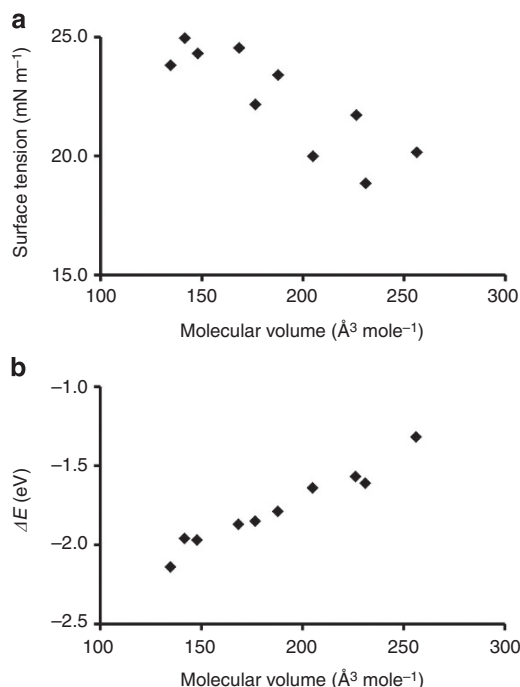 a
Surface tension (mN m⁻¹)
25.0
20.0
15.0
100 150 200 250 300
Molecular volume (Å³ mole⁻¹)
b
ΔE (eV)
−1.0
−1.5
−2.0
−2.5
100 150 200 250 300
Molecular volume (Å³ mole⁻¹)